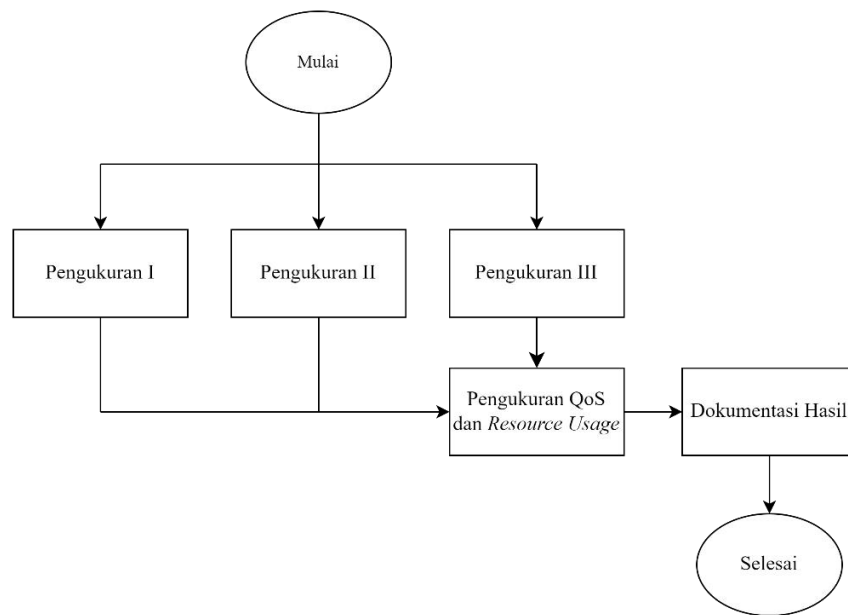 Mulai
Pengukuran I
Pengukuran II
Pengukuran III
Pengukuran QoS
dan Resource Usage
Dokumentasi Hasil
Selesai